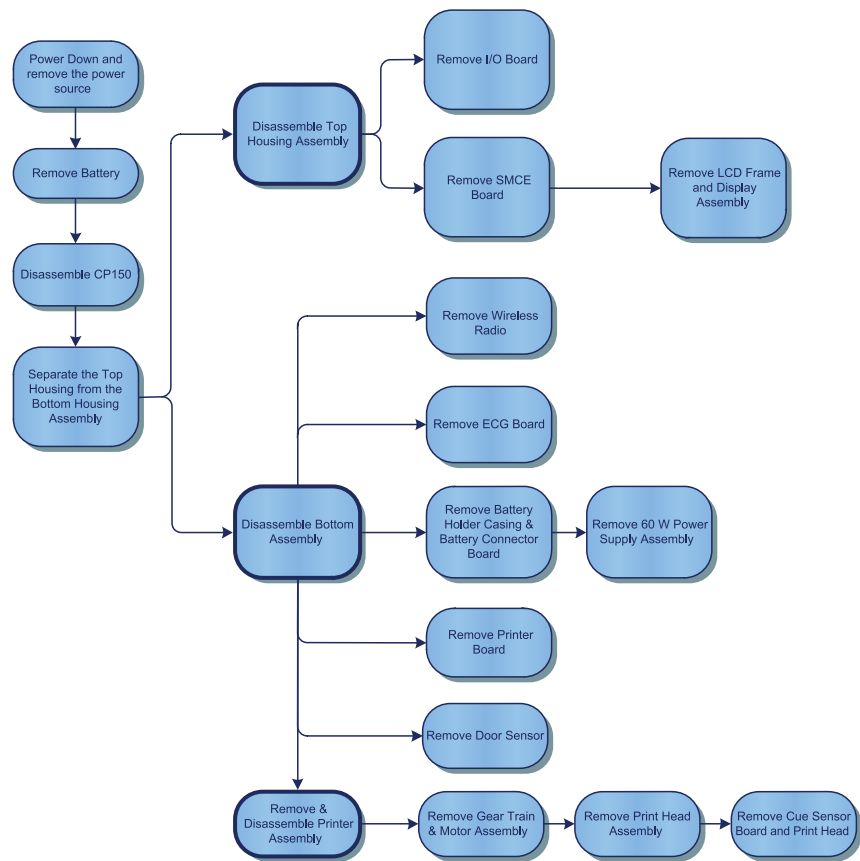 Power Down and
remove the power
source
Remove Battery
Disassemble CP150
Separate the Top
Housing from the
Bottom Housing
Assembly
Disassemble Top
Housing Assembly
Remove I/O Board
Remove SMCE
Board
Remove LCD Frame
and Display
Assembly
Disassemble Bottom
Assembly
Remove Wireless
Radio
Remove ECG Board
Remove Battery
Holder Casing &
Battery Connector
Board
Remove 60 W Power
Supply Assembly
Remove Printer
Board
Remove Door Sensor
Remove &
Disassemble Printer
Assembly
Remove Gear Train
& Motor Assembly
Remove Print Head
Assembly
Remove Cue Sensor
Board and Print Head